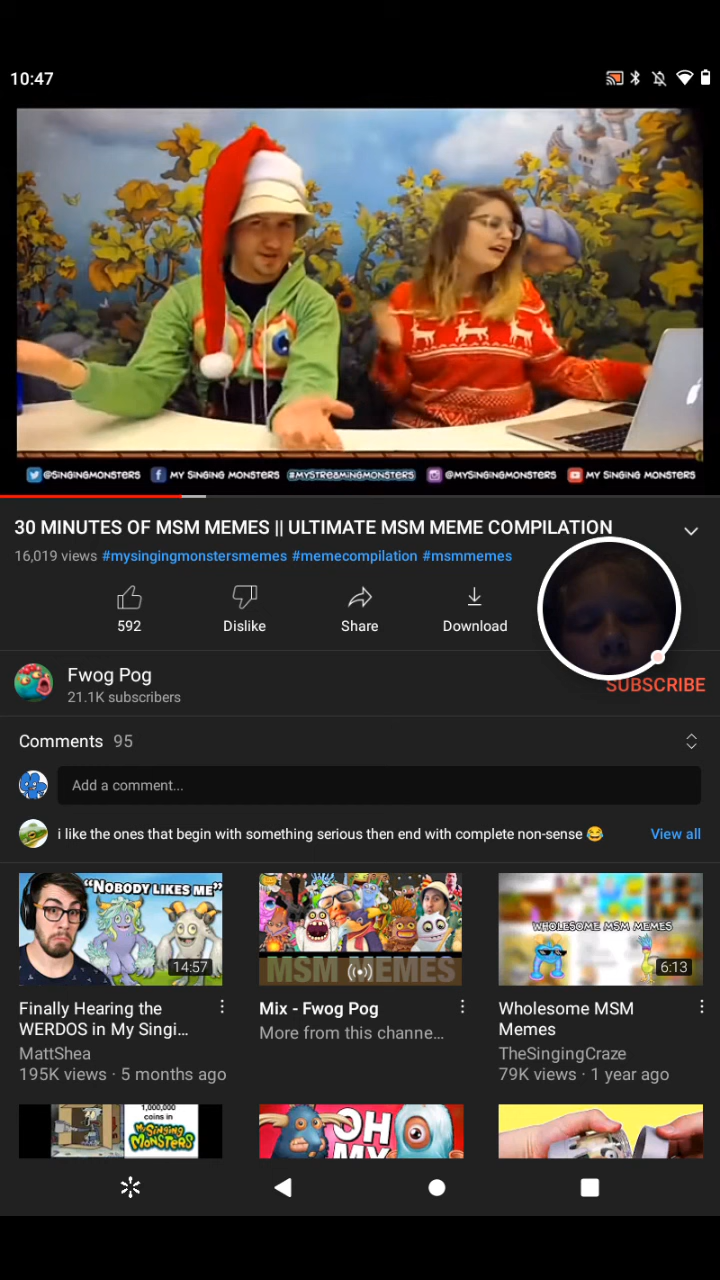 10:47
@SINGINGMONSTERS MY SINGING MONSTERS #MYSTREAMINGMONSTERS @MYSINGINGMONSTERS MY SINGING MONSTERS
30 MINUTES OF MSM MEMES || ULTIMATE MSM MEME COMPILATION
16,019 views #mysingingmonstersmemes #memecompilation #msmmemes
592 Dislike Share Download
Fwog Pog
21.1K subscribers
SUBSCRIBE
Comments 95
Add a comment...
i like the ones that begin with something serious then end with complete non-sense 😂 View all
"NOBODY LIKES ME"
14:57
MSM MEMES
WHOLESOME MSM MEMES
6:13
Finally Hearing the
WERDOS in My Singi...
MattShea
195K views · 5 months ago
Mix - Fwog Pog
More from this channe...
Wholesome MSM
Memes
TheSingingCraze
79K views · 1 year ago
1,000,000
coins in
My Singing
MONSTERS
OH
MY